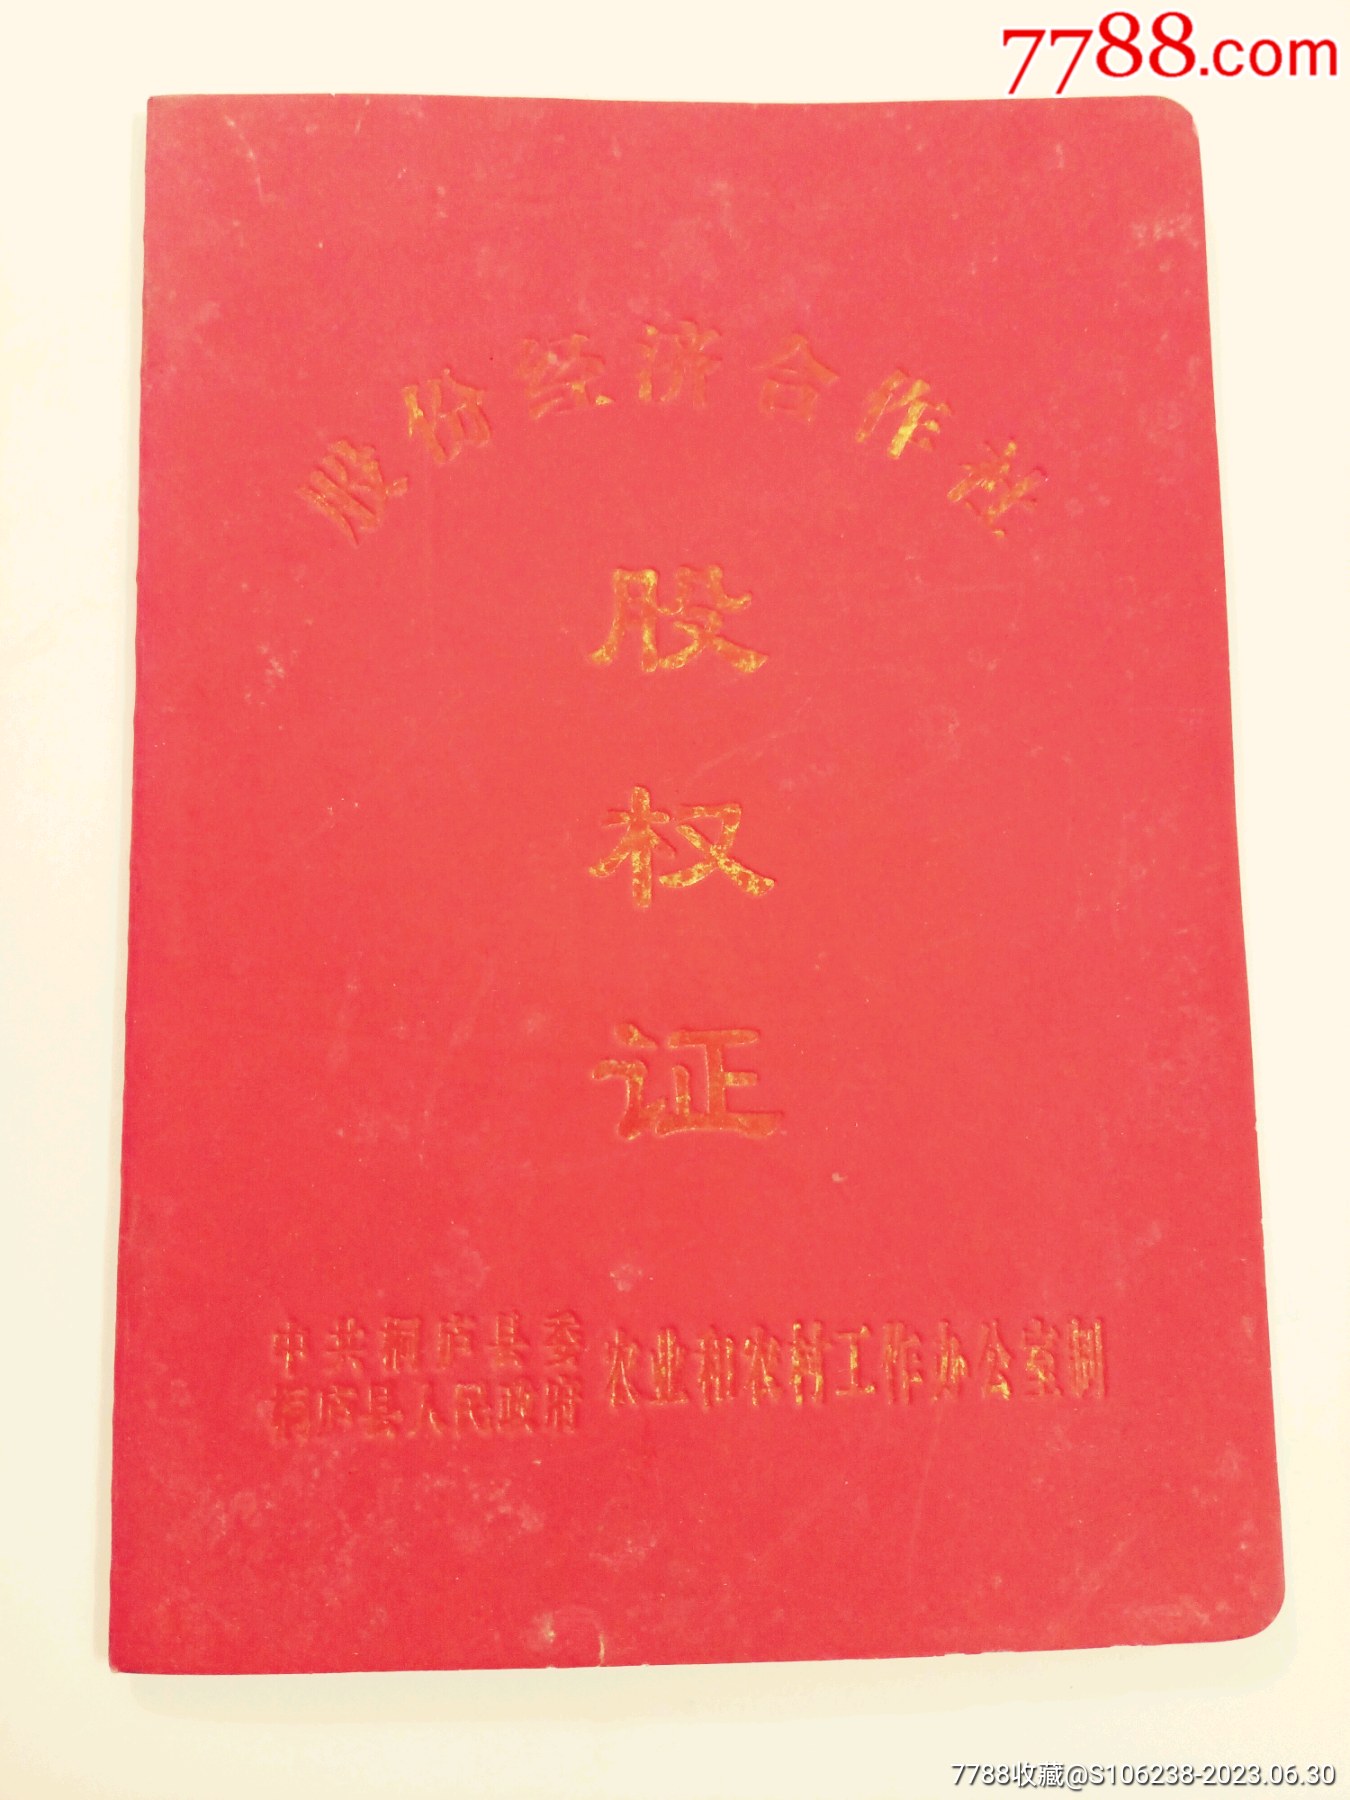 7788.com
股份经济合作社
股
权
证
中共桐庐县委
桐庐县人民政府
农业和农村工作办公室制
7788收藏@S106238-2023.06.30